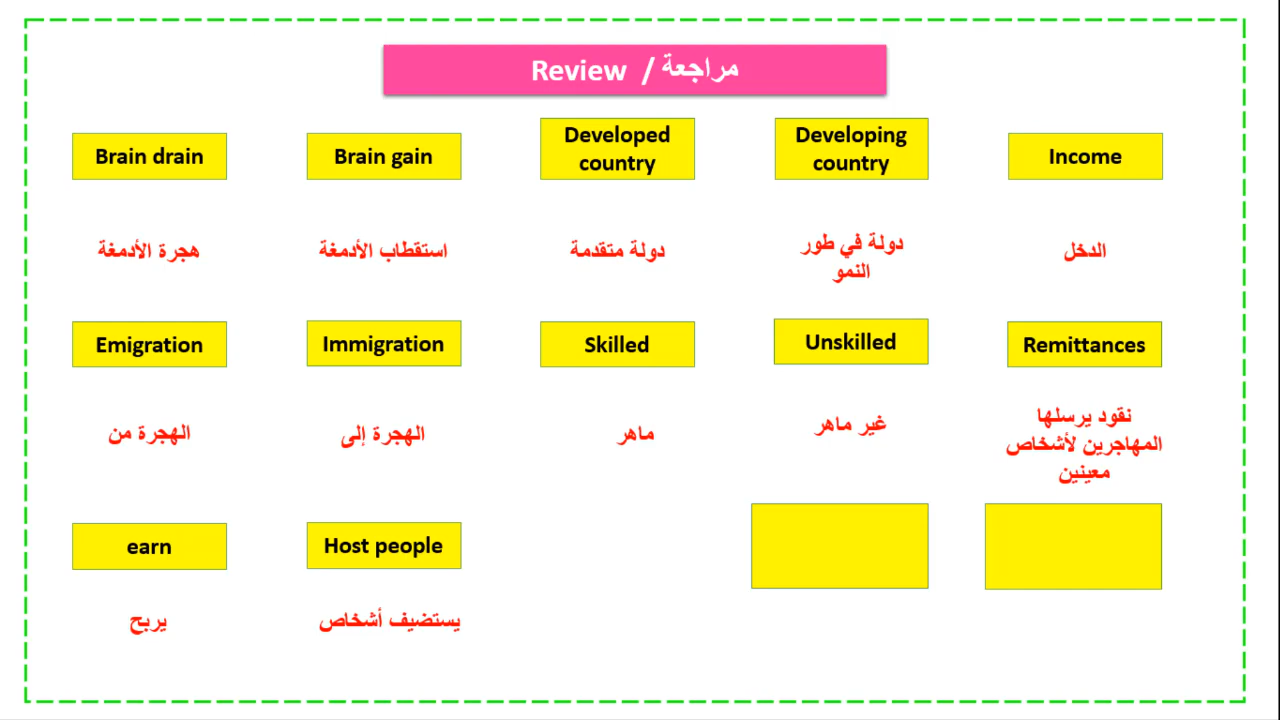 Review / مراجعة
Brain drain
Brain gain
Developed
country
Developing
country
Income
هجرة الأدمغة
استقطاب الأدمغة
دولة متقدمة
دولة في طور
النمو
الدخل
Emigration
Immigration
Skilled
Unskilled
Remittances
الهجرة من
الهجرة إلى
ماهر
غير ماهر
نقود يرسلها
المهاجرين لأشخاص
معينين
earn
Host people
يربح
يستضيف أشخاص